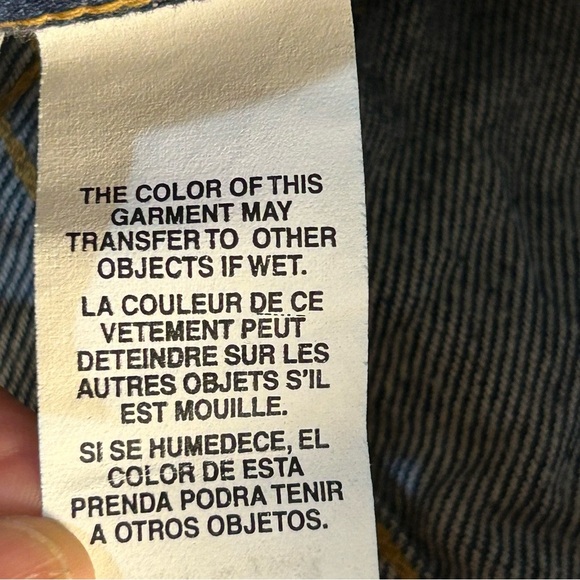 THE COLOR OF THIS
GARMENT MAY
TRANSFER TO OTHER
OBJECTS IF WET.
LA COULEUR DE CE
VETEMENT PEUT
DETEINDRE SUR LES
AUTRES OBJETS S'IL
EST MOUILLE.
SI SE HUMEDECE, EL
COLOR DE ESTA
PRENDA PODRA TENIR
A OTROS OBJETOS.